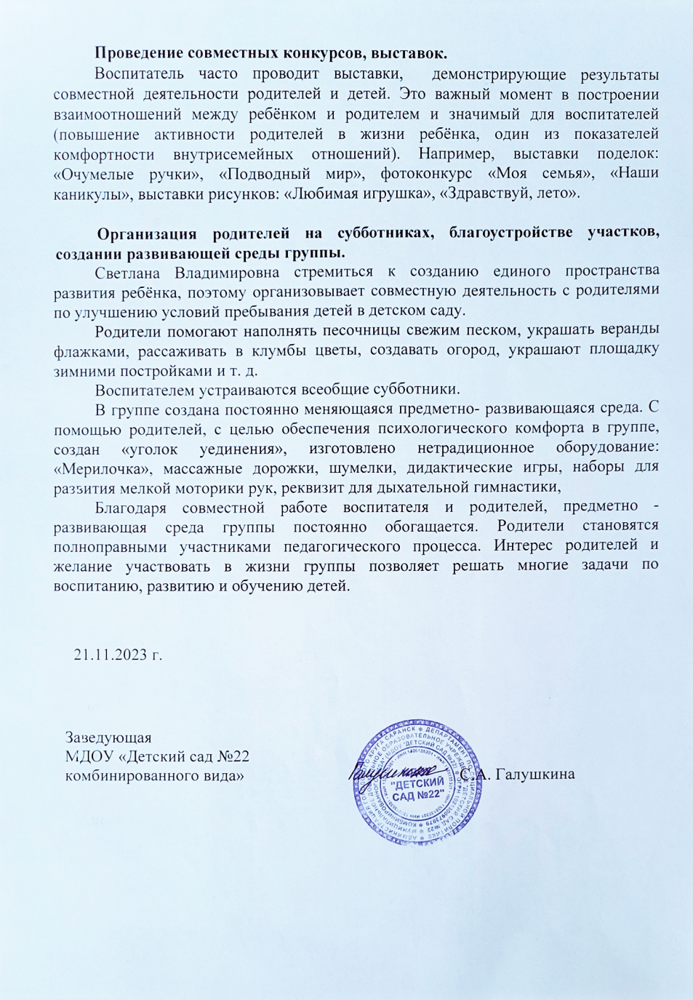 Проведение совместных конкурсов, выставок.
Воспитатель часто проводит выставки, демонстрирующие результаты
совместной деятельности родителей и детей. Это важный момент в построении
взаимоотношений между ребёнком и родителем и значимый для воспитателей
(повышение активности родителей в жизни ребёнка, один из показателей
комфортности внутрисемейных отношений). Например, выставки поделок:
«Очумелые ручки», «Подводный мир», фотоконкурс «Моя семья», «Наши
каникулы», выставки рисунков: «Любимая игрушка», «Здравствуй, лето».
Организация родителей на субботниках, благоустройстве участков,
создании развивающей среды группы.
Светлана Владимировна стремиться к созданию единого пространства
развития ребёнка, поэтому организовывает совместную деятельность с родителями
по улучшению условий пребывания детей в детском саду.
Родители помогают наполнять песочницы свежим песком, украшать веранды
флажками, рассаживать в клумбы цветы, создавать огород, украшают площадку
зимними постройками и т. д.
Воспитателем устраиваются всеобщие субботники.
В группе создана постоянно меняющаяся предметно- развивающаяся среда. С
помощью родителей, с целью обеспечения психологического комфорта в группе,
создан «уголок уединения», изготовлено нетрадиционное оборудование:
«Мерилочка», массажные дорожки, шумелки, дидактические игры, наборы для
развития мелкой моторики рук, реквизит для дыхательной гимнастики,
Благодаря совместной работе воспитателя и родителей, предметно -
развивающая среда группы постоянно обогащается. Родители становятся
полноправными участниками педагогического процесса. Интерес родителей и
желание участвовать в жизни группы позволяет решать многие задачи по
воспитанию, развитию и обучению детей.
21.11.2023 г.
Заведующая
МДОУ «Детский сад №22
комбинированного вида»
С.А. Галушкина
"ДЕТСКИЙ
САД №22"